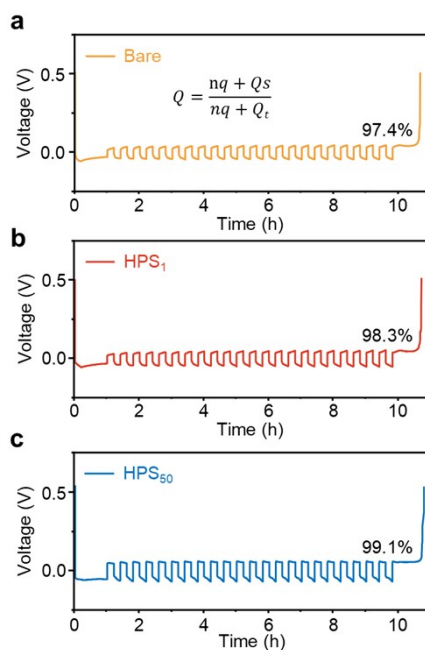 a
Voltage (V)
0.5
0.0
Bare
Q = nq + Qs / nq + Qt
97.4%
0 2 4 6 8 10
Time (h)
b
Voltage (V)
0.5
0.0
HPS₁
98.3%
0 2 4 6 8 10
Time (h)
c
Voltage (V)
0.5
0.0
HPS₅₀
99.1%
0 2 4 6 8 10
Time (h)